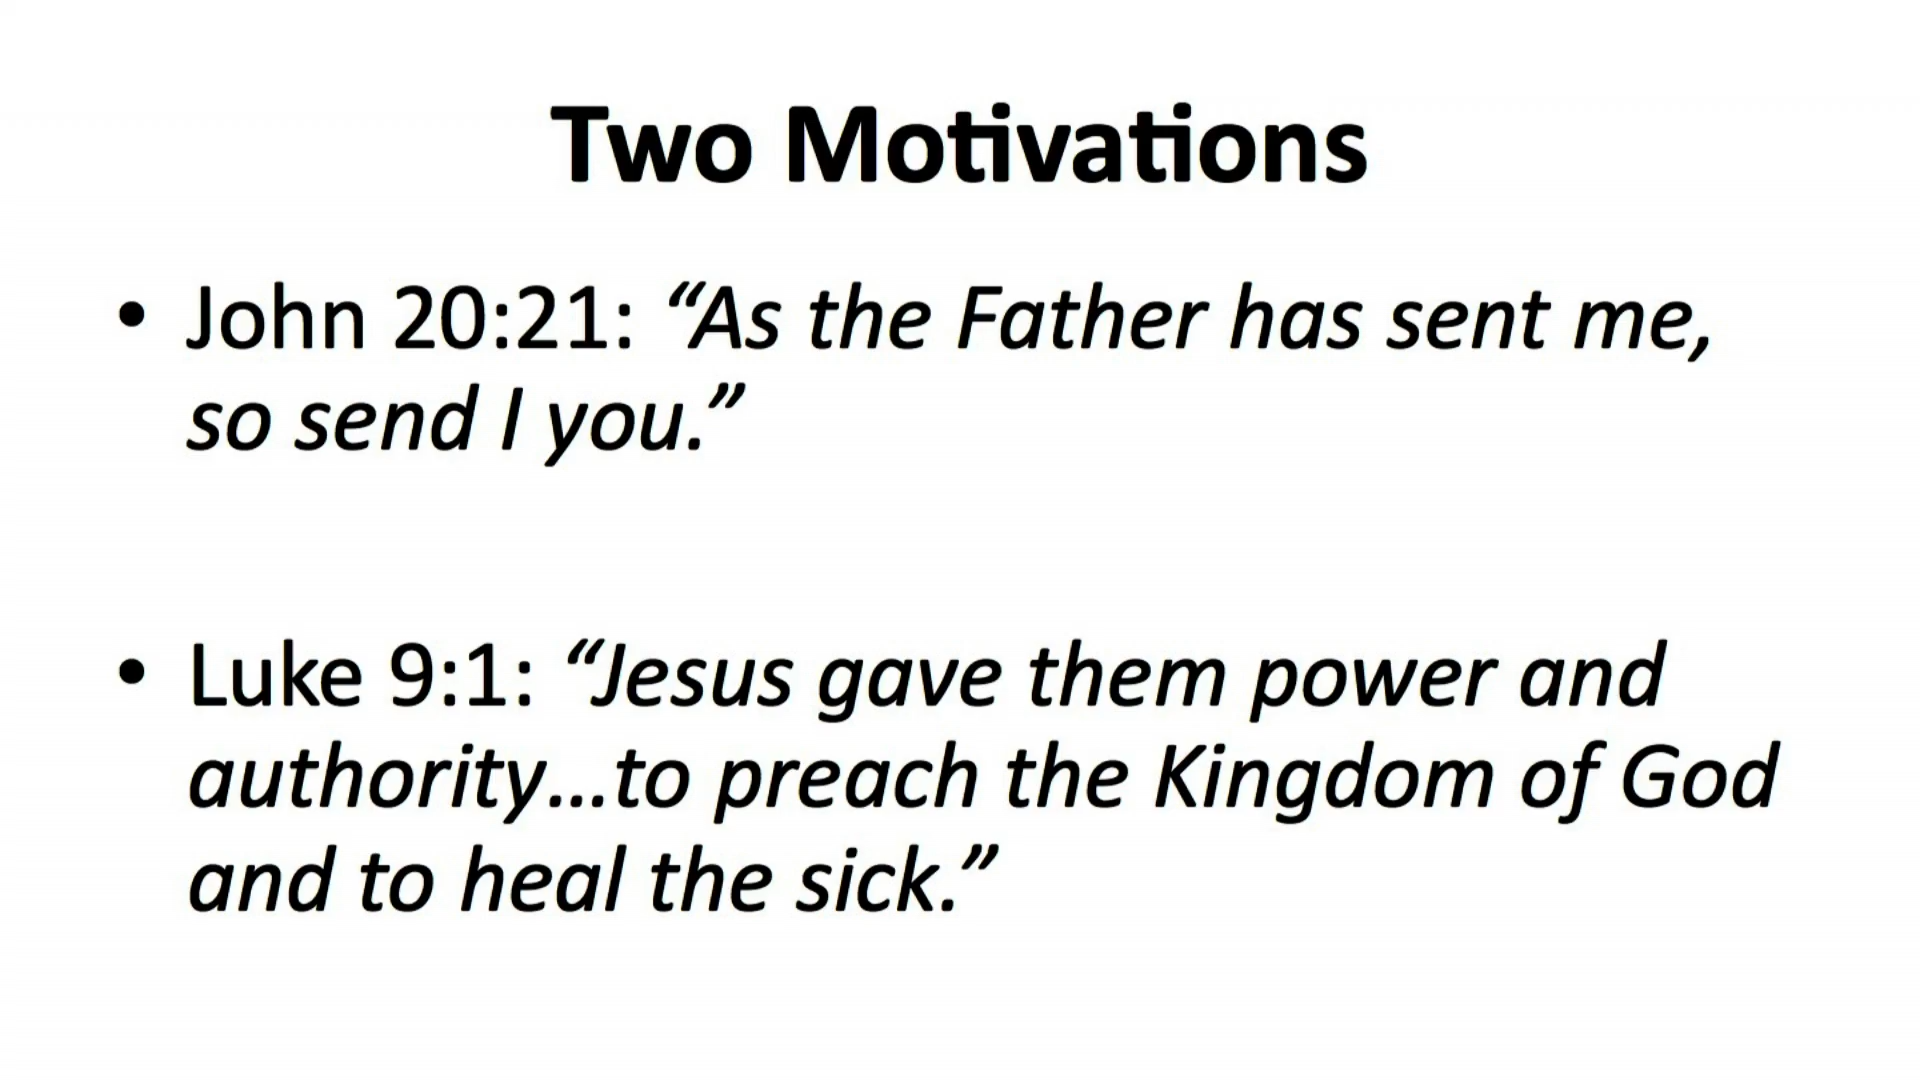 Two Motivations
• John 20:21: “As the Father has sent me,
so send I you.”
• Luke 9:1: “Jesus gave them power and
authority…to preach the Kingdom of God
and to heal the sick.”